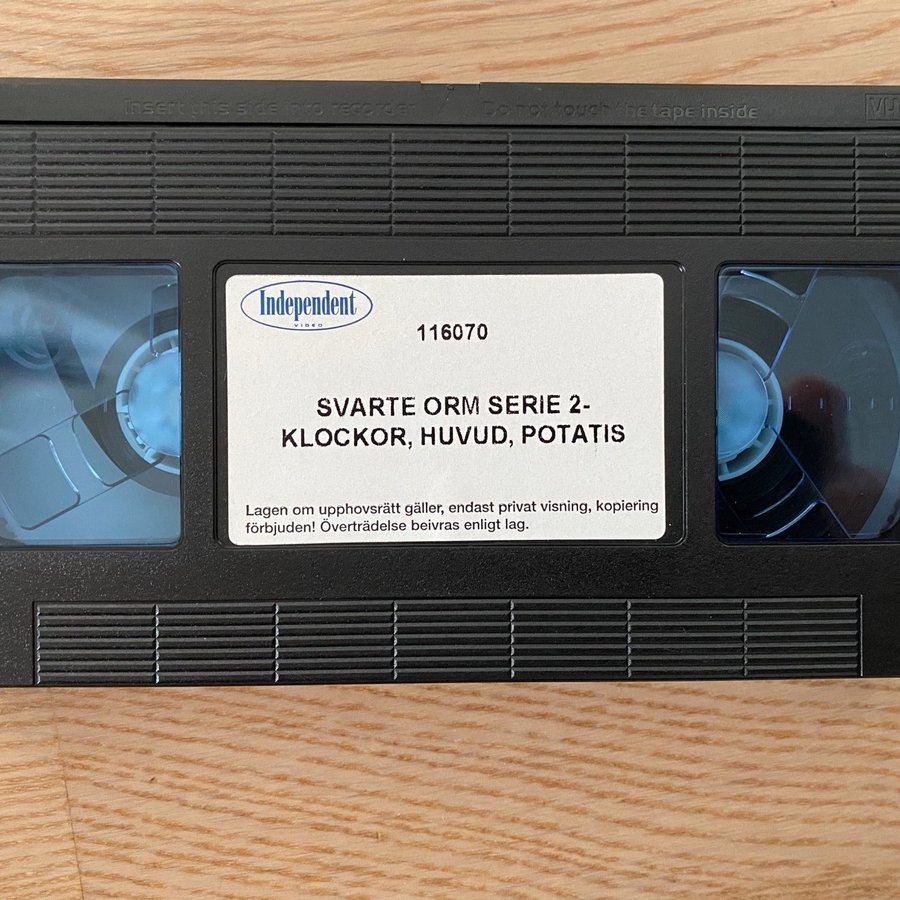 Insert this side into recorder Do not touch the tape inside
Independent
VIDEO
116070
SVARTE ORM SERIE 2-
KLOCKOR, HUVUD, POTATIS
Lagen om upphovsrätt gäller, endast privat visning, kopiering
förbjuden! Överträdelse beivras enligt lag.